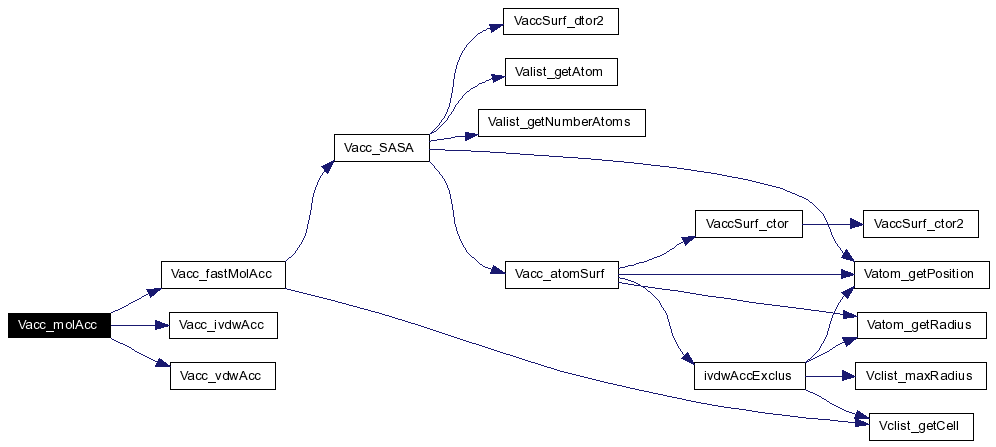 VaccSurf_dtor2
Valist_getAtom
Valist_getNumberAtoms
Vacc_SASA
VaccSurf_ctor
VaccSurf_ctor2
Vacc_fastMolAcc
Vacc_atomSurf
Vatom_getPosition
Vacc_molAcc
Vacc_ivdwAcc
Vatom_getRadius
Vacc_vdwAcc
ivdwAccExclus
Vclist_maxRadius
Vclist_getCell